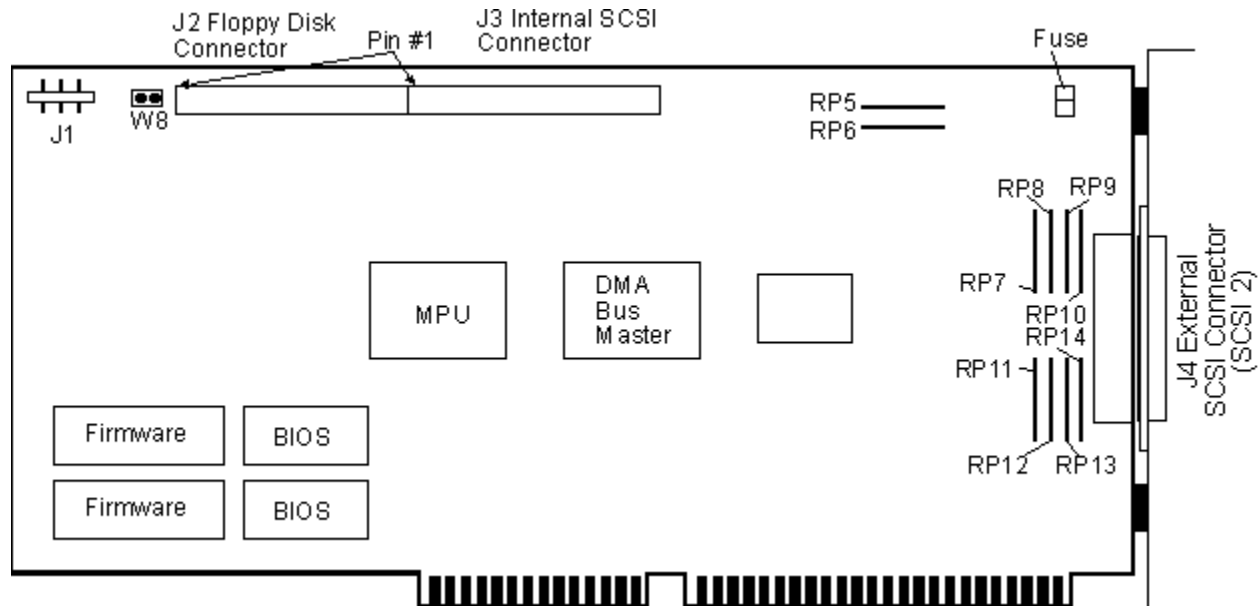 J2 Floppy Disk
Connector
Pin #1
J3 Internal SCSI
Connector
Fuse
J1
W8
RP5
RP6
RP8
RP9
RP7
RP10
RP14
RP11
RP12
RP13
MPU
DMA
Bus
Master
J4 External
SCSI Connector
(SCSI 2)
Firmware
BIOS
Firmware
BIOS